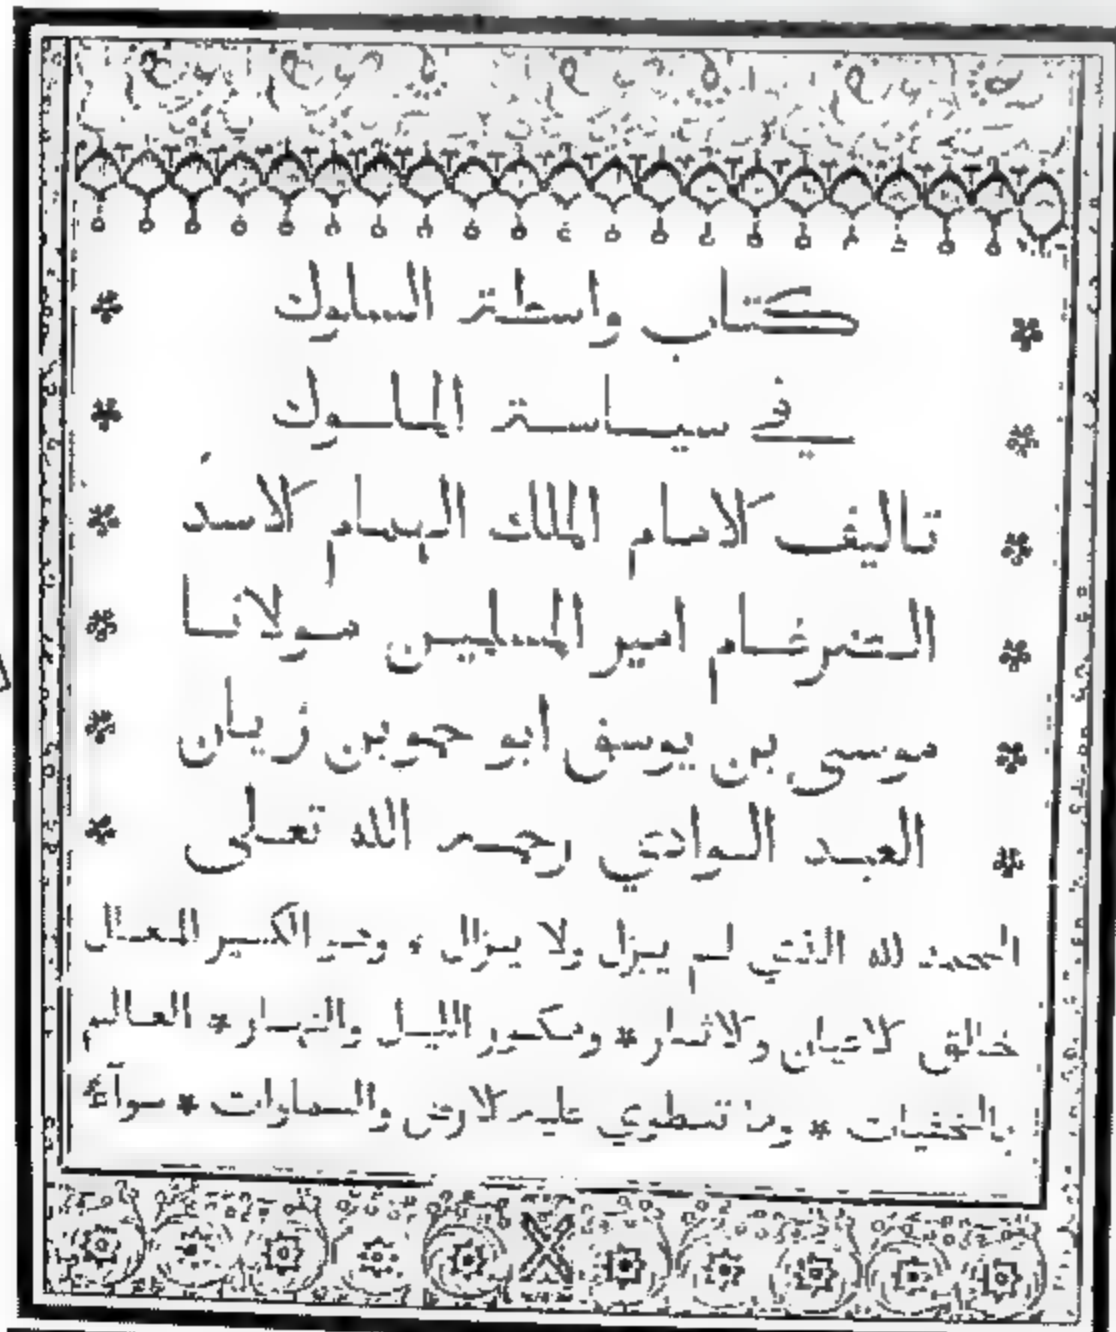 كتاب واسطة السلوك
في سياسة الملوك
تاليف الامام الملك الهمام الاسد
الضرغام امير المسلمين مولانا
موسى بن يوسف ابو حمو بن زيان
العبد الوادي رحمه الله تعلى
الحمد لله الذي لم يزل ولا يزال * وهو الكبير المتعال
خالق الاعيان والاثار * ومكور الليل والنهار * العالم
بالخفيات * وما تنطوي عليه الارض والسماوات * سوآء